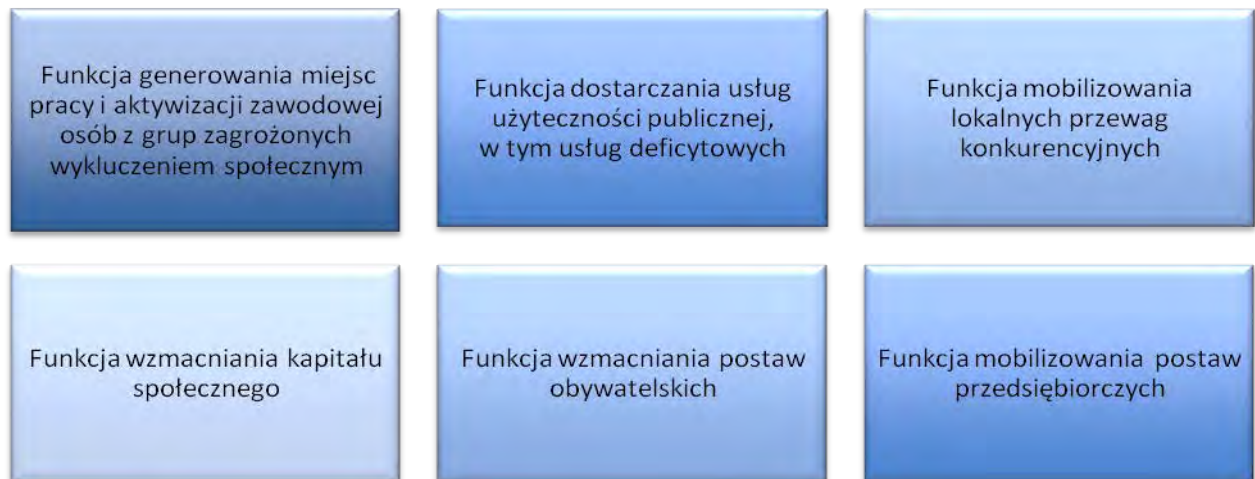 Funkcja generowania miejsc
pracy i aktywizacji zawodowej
osób z grup zagrożonych
wykluczeniem społecznym
Funkcja dostarczania usług
użyteczności publicznej,
w tym usług deficytowych
Funkcja mobilizowania
lokalnych przewag
konkurencyjnych
Funkcja wzmacniania kapitału
społecznego
Funkcja wzmacniania postaw
obywatelskich
Funkcja mobilizowania postaw
przedsiębiorczych